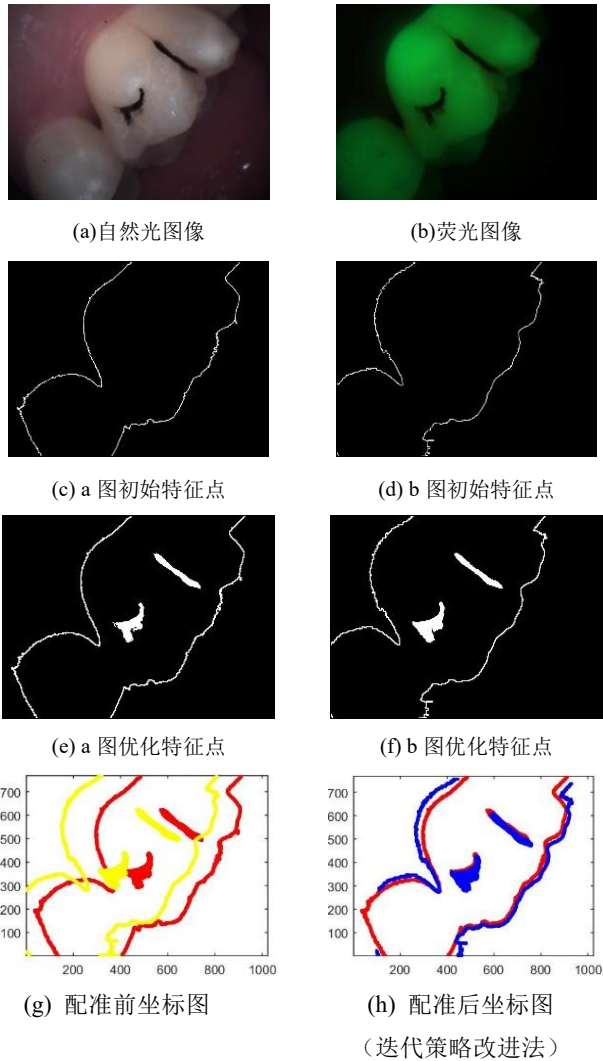 (a)自然光图像
(b)荧光图像
(c) a 图初始特征点
(d) b 图初始特征点
(e) a 图优化特征点
(f) b 图优化特征点
700
600
500
400
300
200
100
200
400
600
800
1000
700
600
500
400
300
200
100
200
400
600
800
1000
(g) 配准前坐标图
(h) 配准后坐标图
（迭代策略改进法）